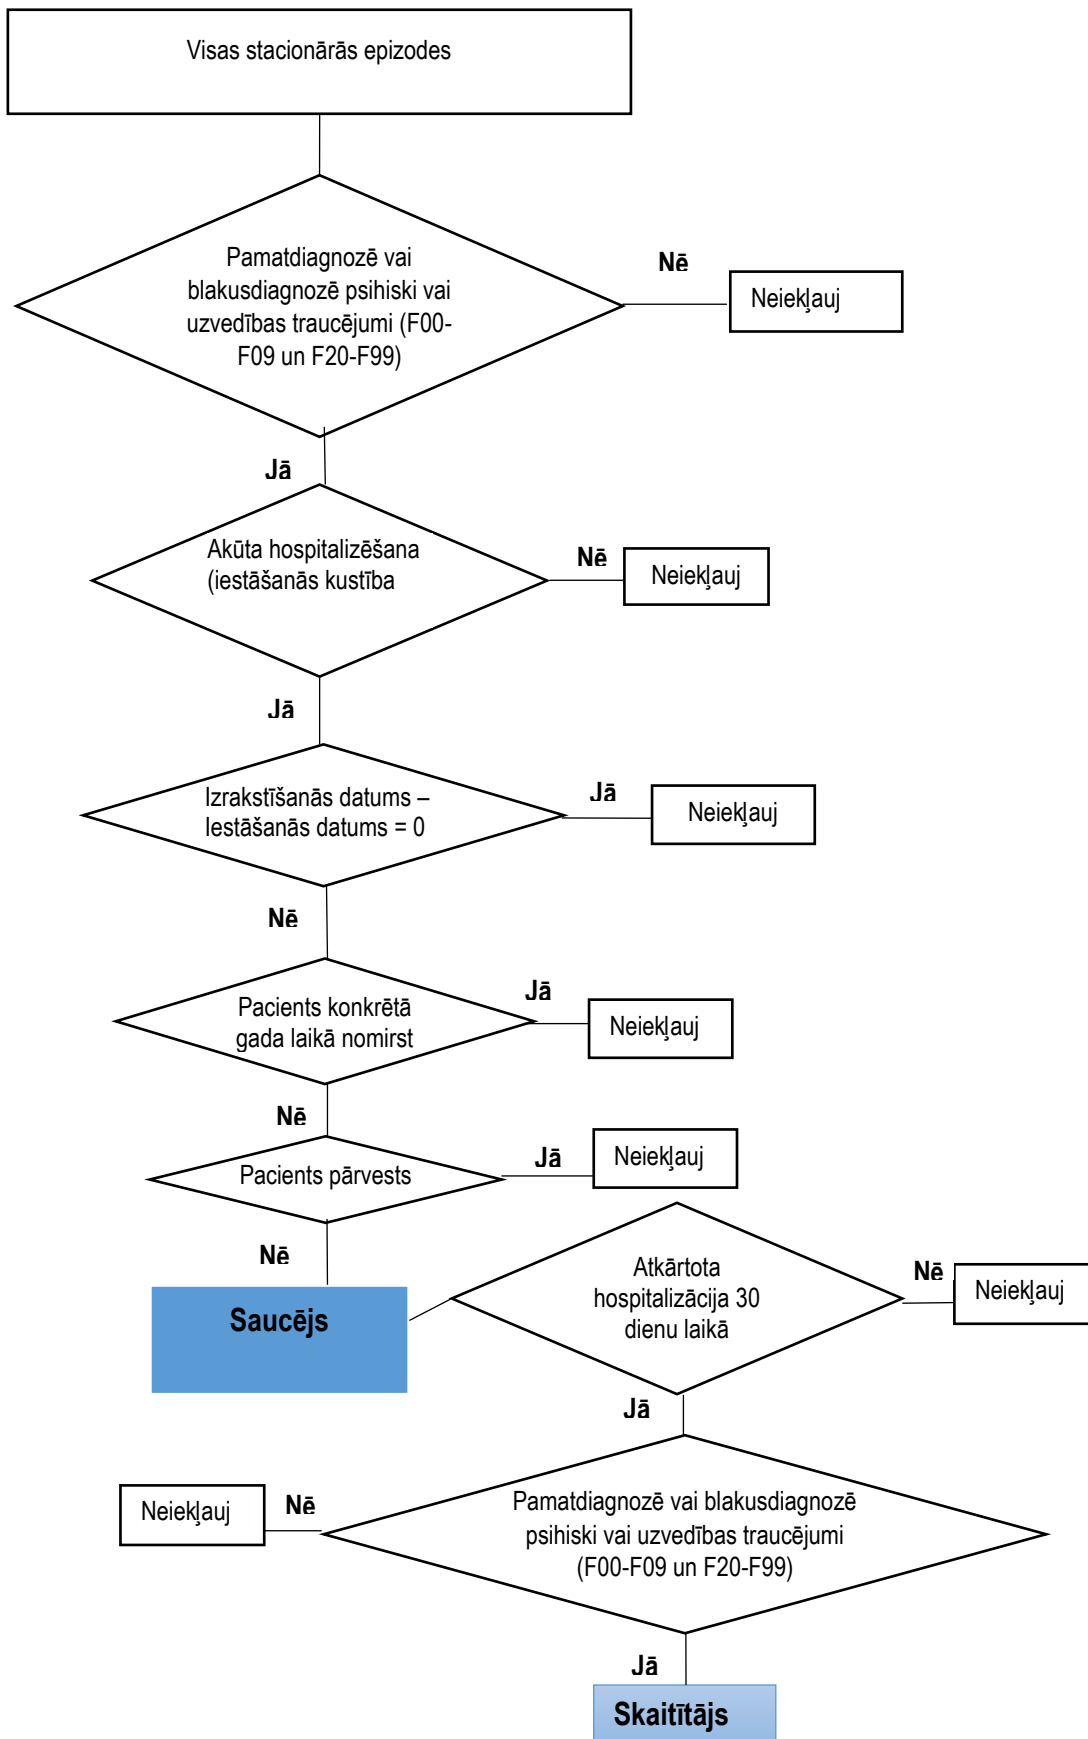 Visas stacionārās epizodes
Pamatdiagnozē vai
blakusdiagnozē psihiski vai
uzvedības traucējumi (F00-
F09 un F20-F99)
Nē
Neiekļauj
Jā
Akūta hospitalizēšana
(iestāšanās kustība
Nē
Neiekļauj
Jā
Izrakstīšanās datums –
Iestāšanās datums = 0
Jā
Neiekļauj
Nē
Pacients konkrētā
gada laikā nomirst
Jā
Neiekļauj
Nē
Pacients pārvests
Jā
Neiekļauj
Nē
Saucējs
Atkārtota
hospitalizācija 30
dienu laikā
Nē
Neiekļauj
Jā
Pamatdiagnozē vai blakusdiagnozē
psihiski vai uzvedības traucējumi
(F00-F09 un F20-F99)
Nē
Neiekļauj
Jā
Skaitītājs